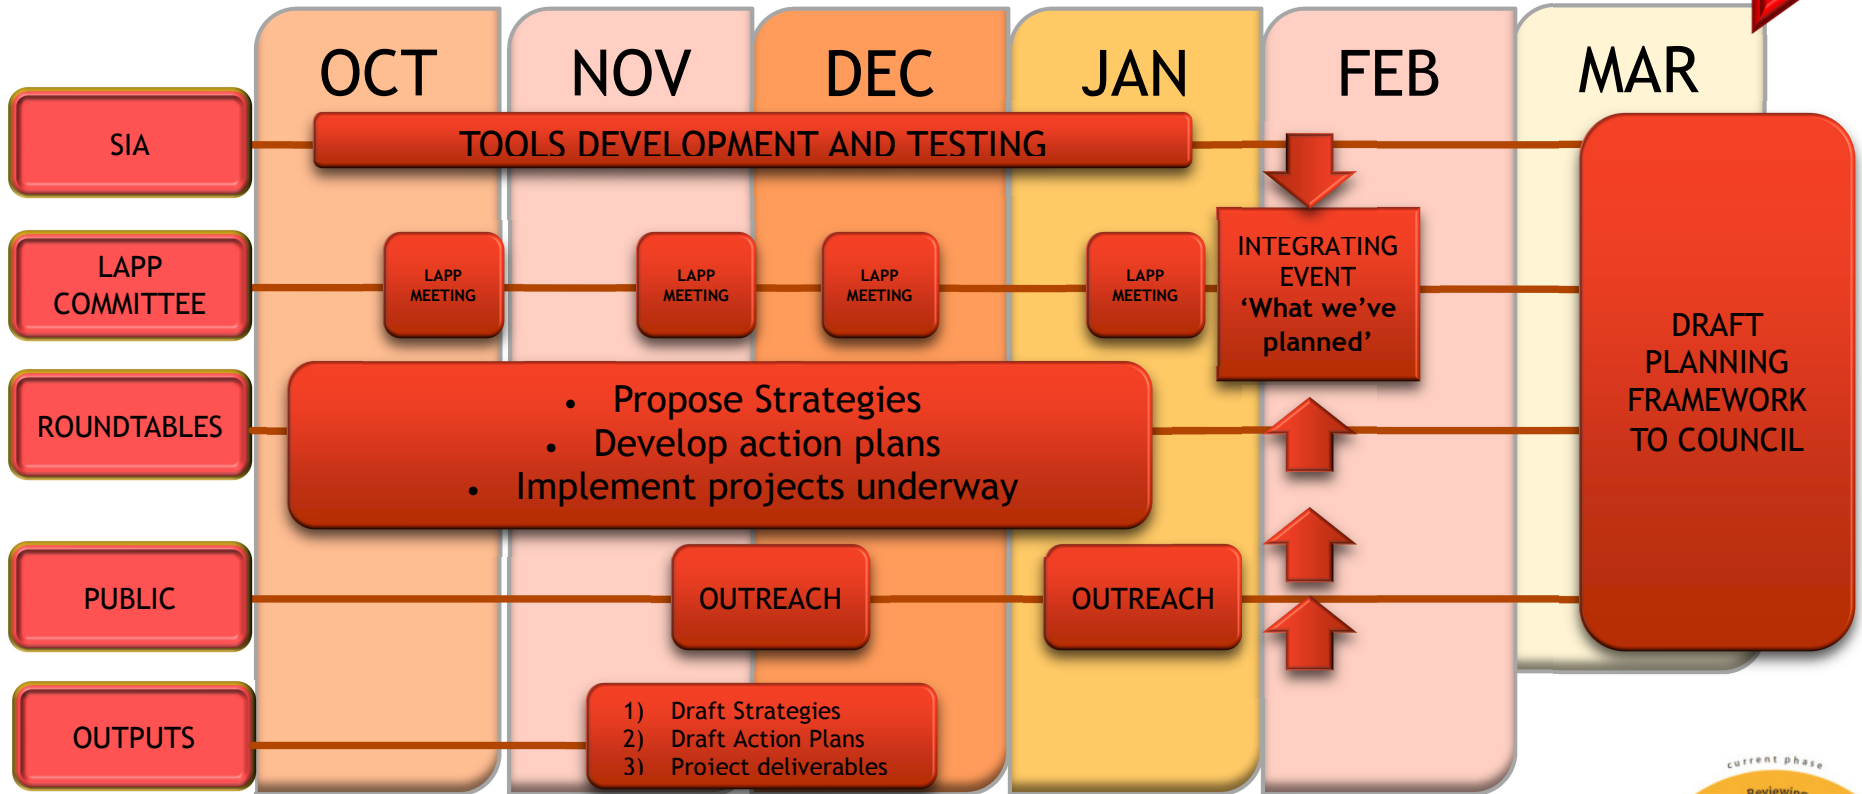 OCT
NOV
DEC
JAN
FEB
MAR
SIA
TOOLS DEVELOPMENT AND TESTING
LAPP
COMMITTEE
LAPP
MEETING
LAPP
MEETING
LAPP
MEETING
LAPP
MEETING
INTEGRATING
EVENT
‘What we’ve
planned’
ROUNDTABLES
• Propose Strategies
• Develop action plans
• Implement projects underway
DRAFT
PLANNING
FRAMEWORK
TO COUNCIL
PUBLIC
OUTREACH
OUTREACH
OUTPUTS
1) Draft Strategies
2) Draft Action Plans
3) Project deliverables
current phase
Reviewing